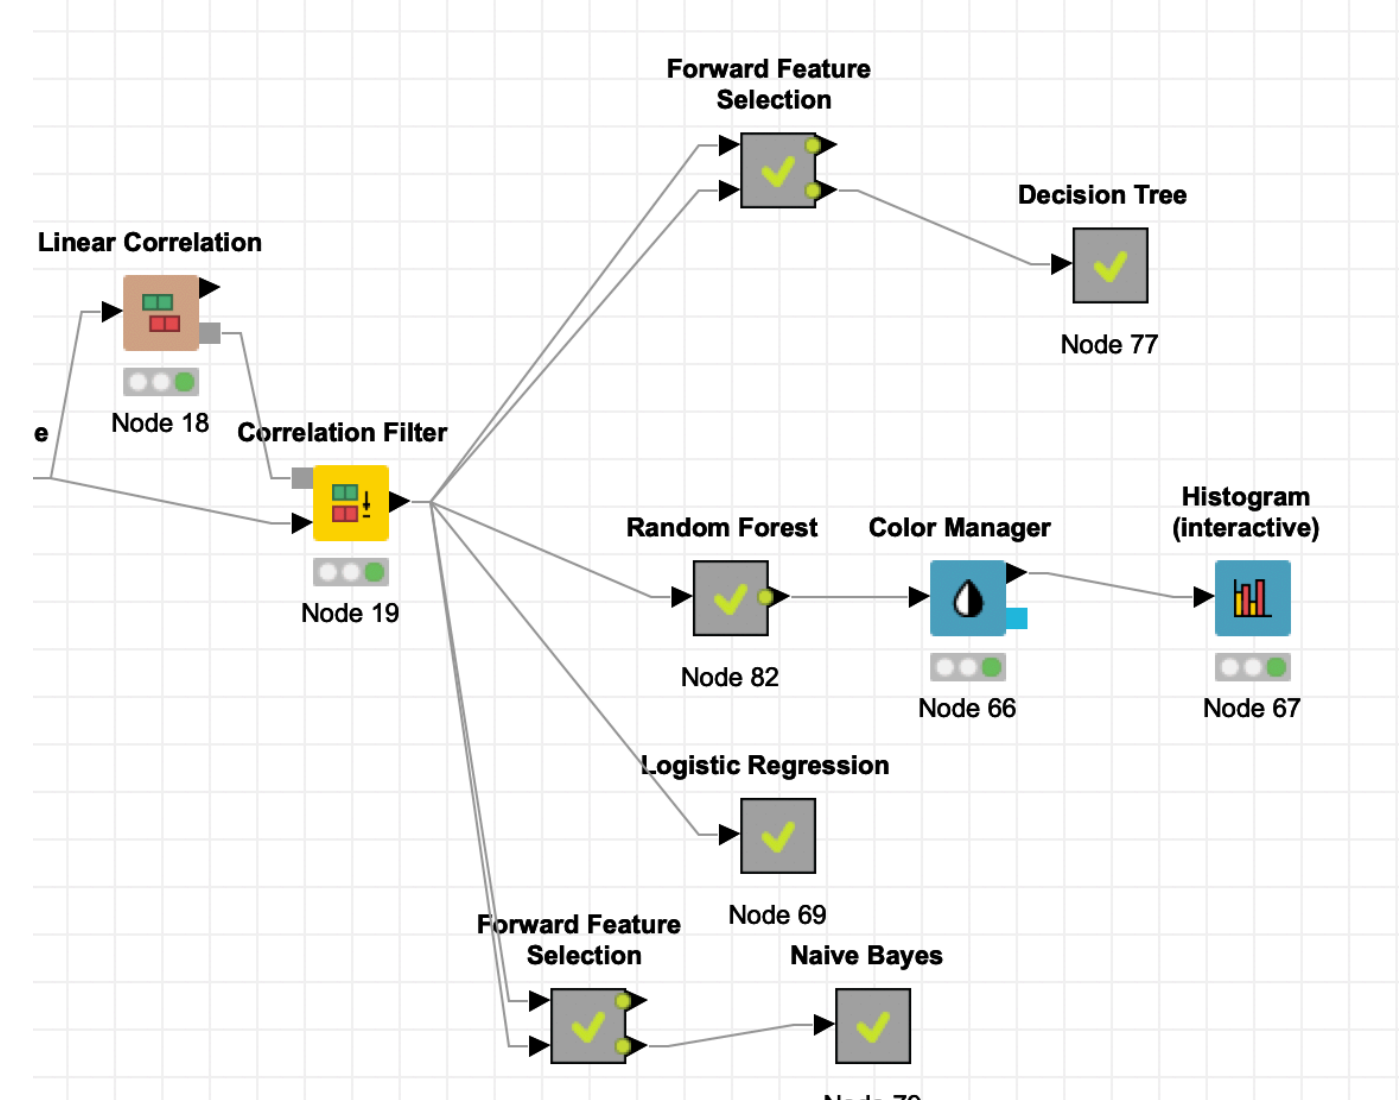 Forward Feature
Selection
Decision Tree
Node 77
Linear Correlation
Node 18
e
Correlation Filter
Node 19
Random Forest
Node 82
Color Manager
Node 66
Histogram
(interactive)
Node 67
Logistic Regression
Node 69
Forward Feature
Selection
Naive Bayes
Node